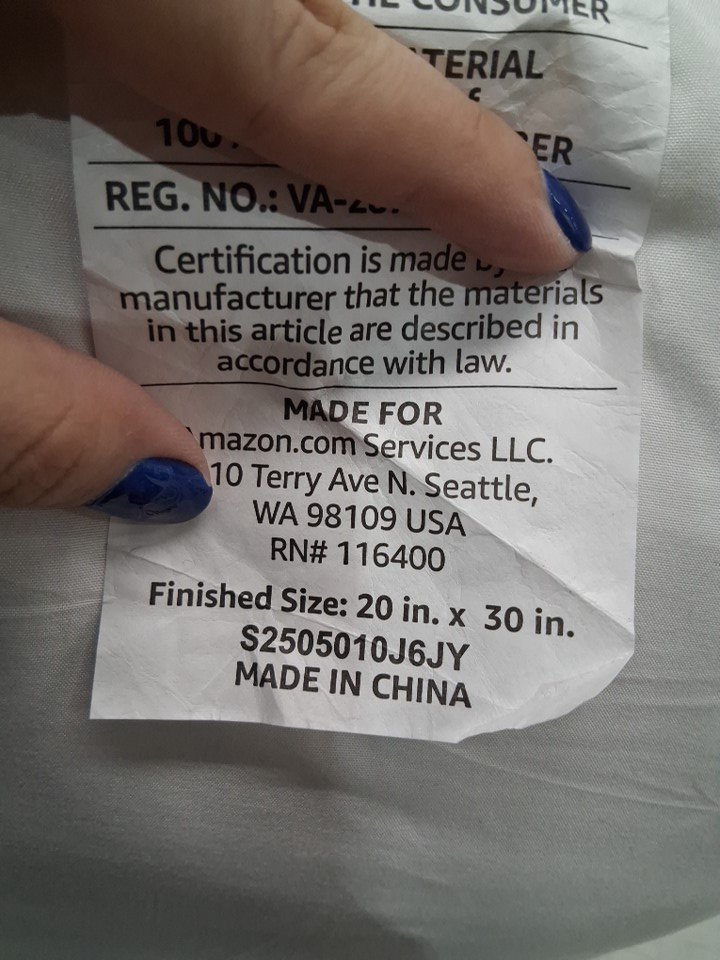 CONSUMER
REG. NO.: VA-
Certification is made
manufacturer that the materials
in this article are described in
accordance with law.
MADE FOR
mazon.com Services LLC.
10 Terry Ave N. Seattle,
WA 98109 USA
RN# 116400
Finished Size: 20 in. x 30 in.
S2505010J6JY
MADE IN CHINA